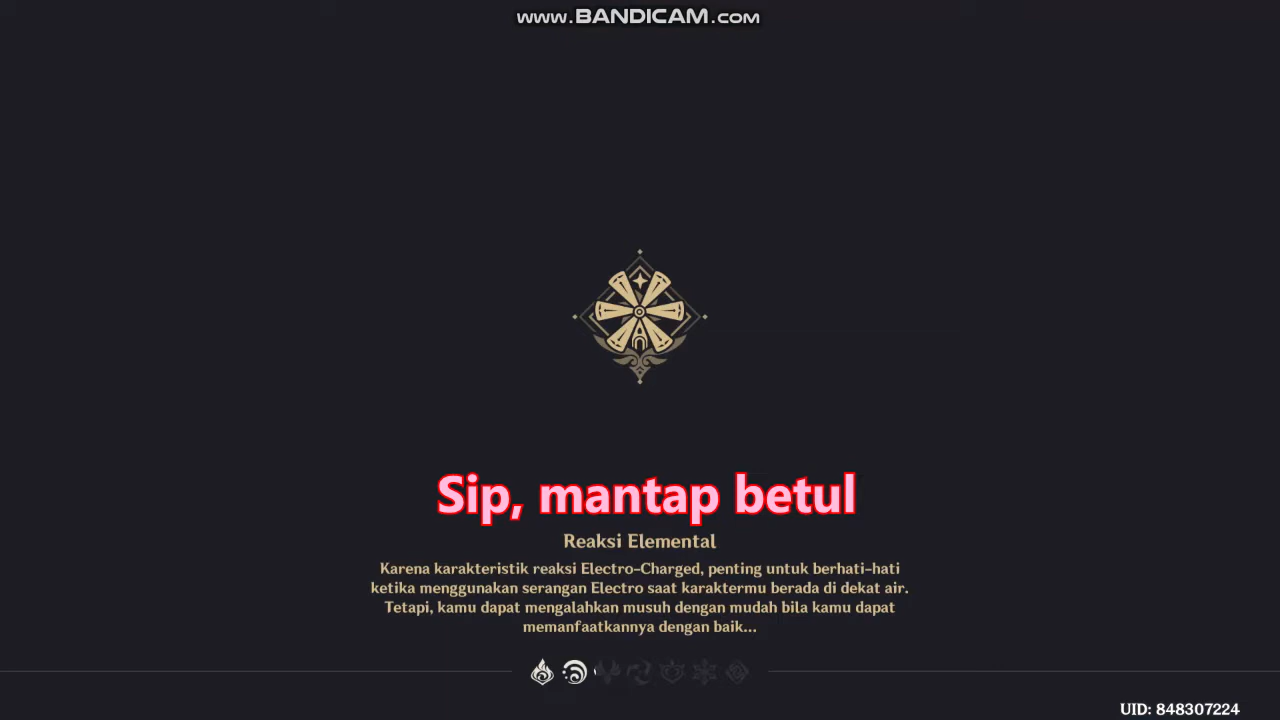 www.BANDICAM.com
Sip, mantap betul
Reaksi Elemental
Karena karakteristik reaksi Electro-Charged, penting untuk berhati-hati
ketika menggunakan serangan Electro saat karaktermu berada di dekat air.
Tetapi, kamu dapat mengalahkan musuh dengan mudah bila kamu dapat
memanfaatkannya dengan baik...
UID: 848307224